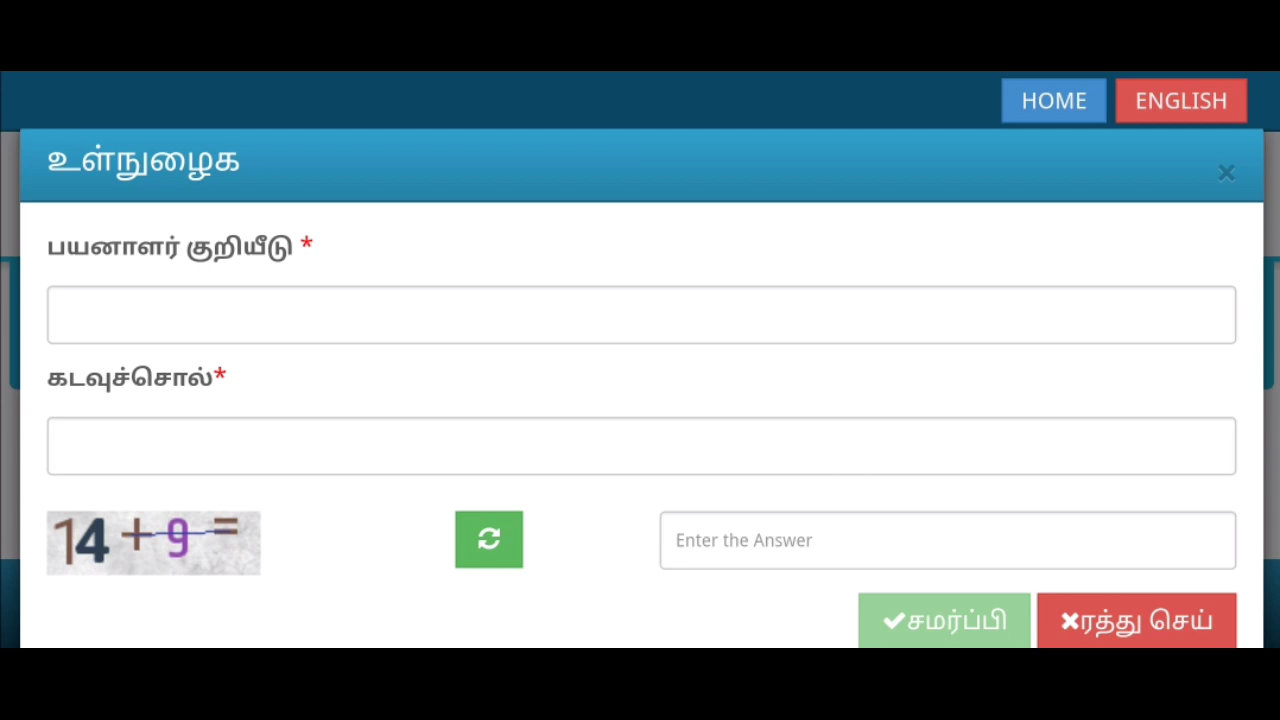 HOME ENGLISH
உள்நுழைக
×
பயனாளர் குறியீடு *
கடவுச்சொல்*
14 + 9 =
Enter the Answer
சமர்ப்பி ரத்து செய்